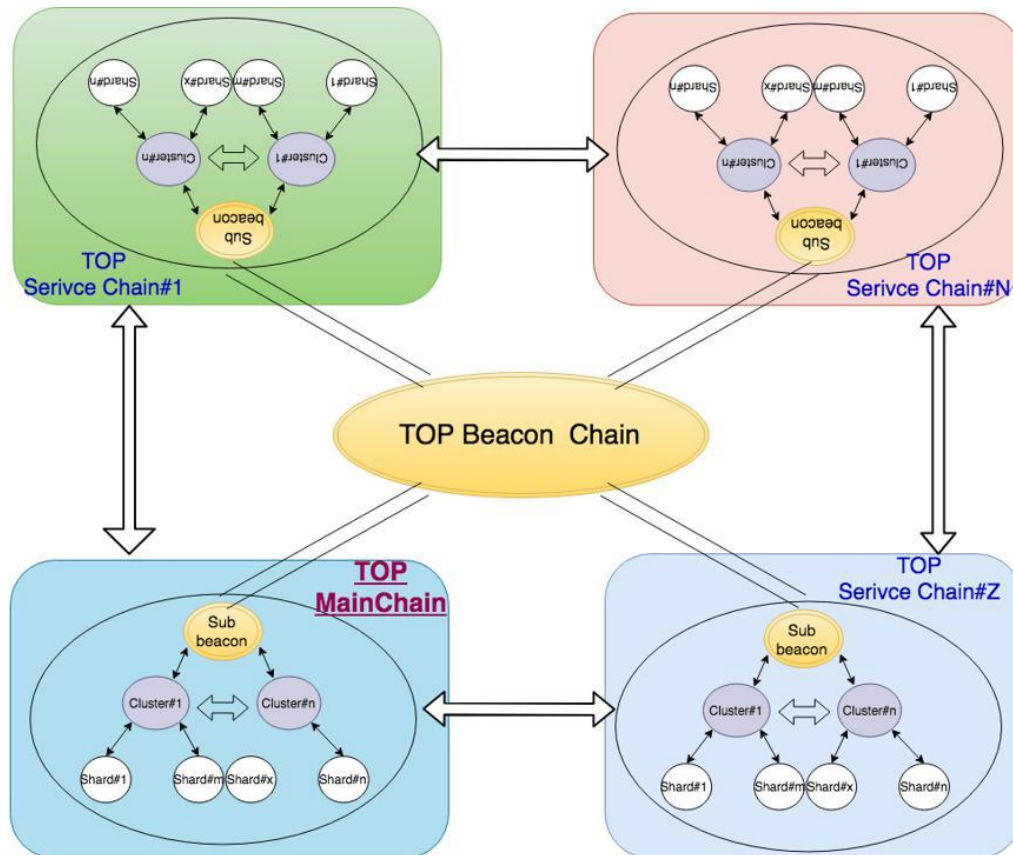 Shard#n
Shard#x
Shard#m
Shard#1
Cluster#n
Cluster#1
Sub
beacon
TOP
Serivce Chain#1
Shard#n
Shard#x
Shard#m
Shard#1
Cluster#n
Cluster#1
Sub
beacon
TOP
Serivce Chain#N
TOP Beacon Chain
TOP
MainChain
Sub
beacon
Cluster#1
Cluster#n
Shard#1
Shard#m
Shard#x
Shard#n
TOP
Serivce Chain#Z
Sub
beacon
Cluster#1
Cluster#n
Shard#1
Shard#m
Shard#x
Shard#n